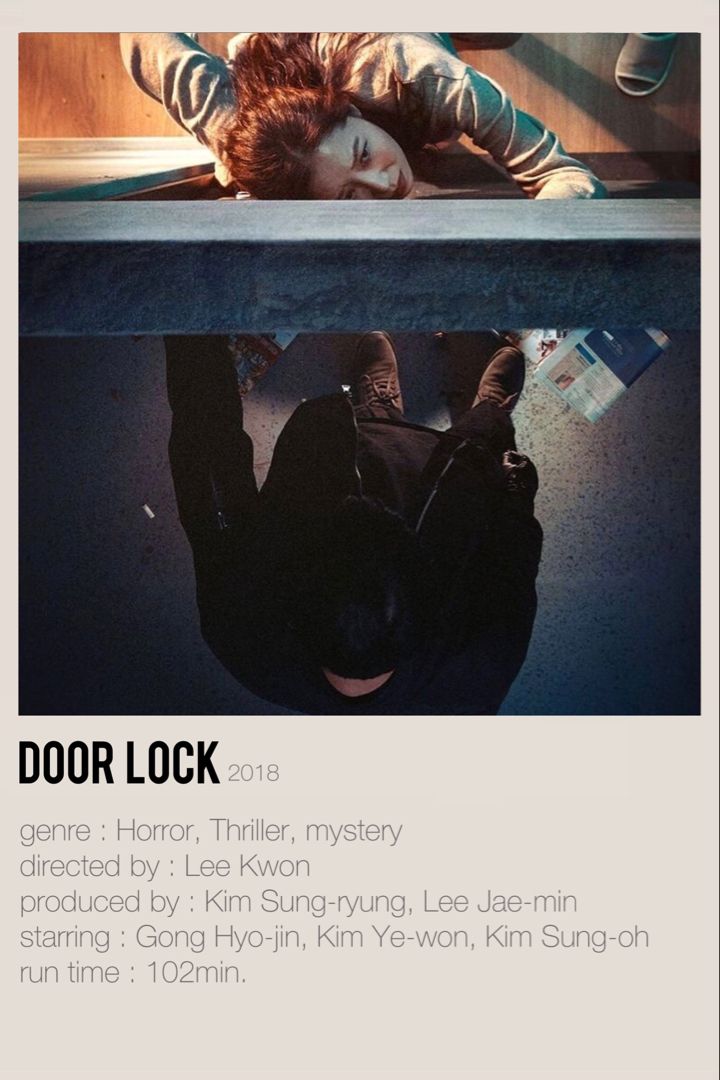 DOOR LOCK 2018
genre : Horror, Thriller, mystery
directed by : Lee Kwon
produced by : Kim Sung-ryung, Lee Jae-min
starring : Gong Hyo-jin, Kim Ye-won, Kim Sung-oh
run time : 102min.